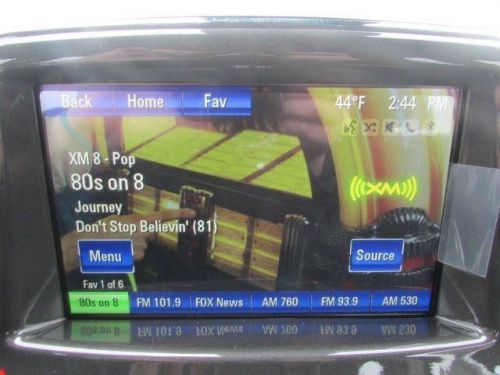 Back Home Fav 44°F 2:44 PM
XM 8 - Pop
80s on 8
((XM))
Journey
Don't Stop Believin' (81)
Menu Source
Fav 1 of 6
80s on 8 FM 101.9 FOX News AM 760 FM 93.9 AM 530